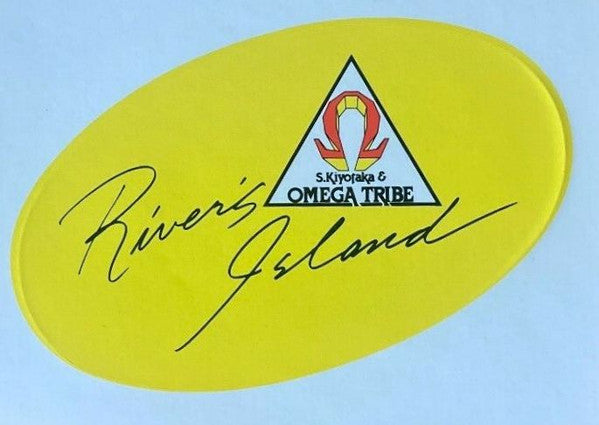 S.Kiyotaka &
OMEGA TRIBE
River's
Island